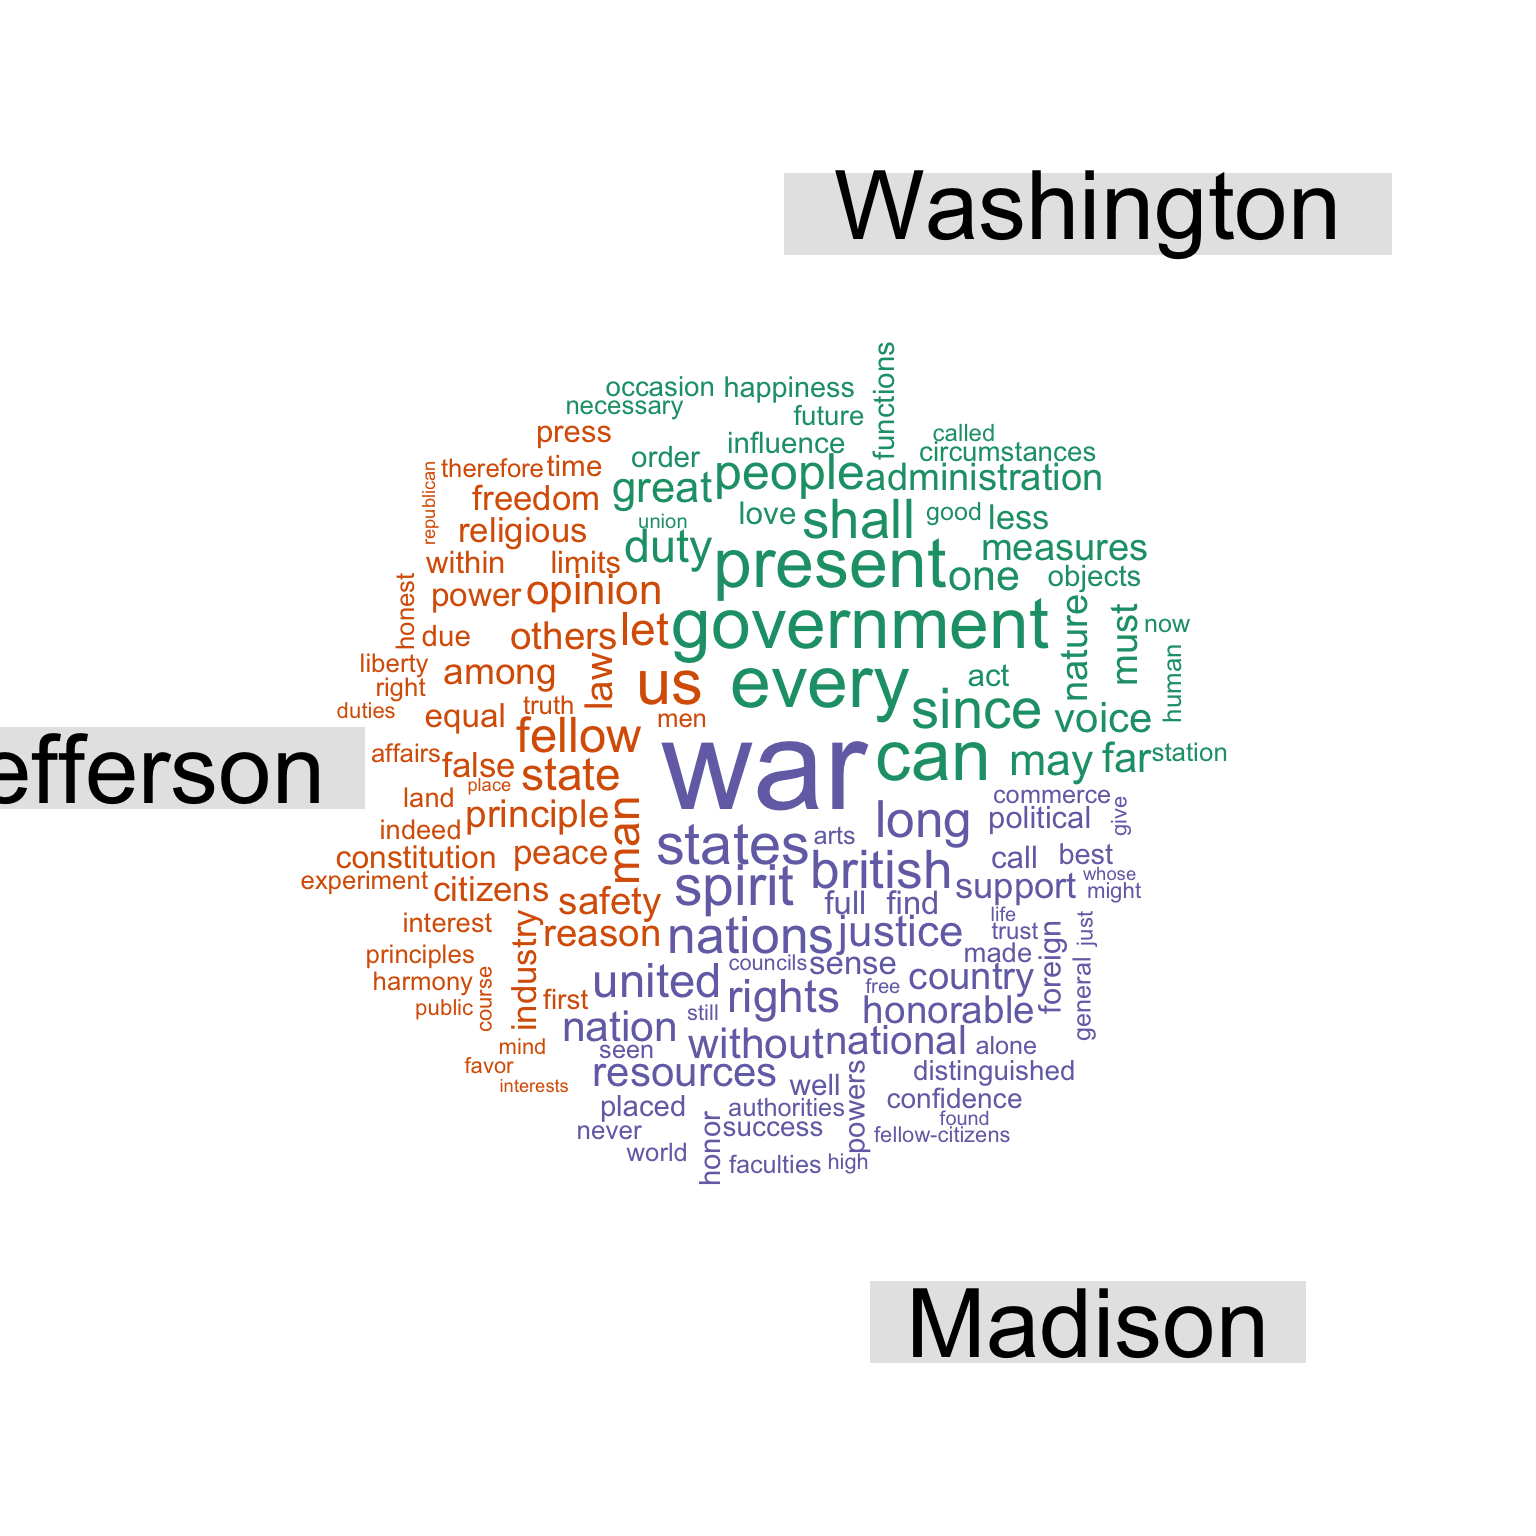 Washington
functions
occasion happiness
necessary
future
press
influence
called
circumstances
order
people administration
therefore time
republican
great
freedom
love
shall
good less
union
religious
duty
present
measures
within
limits
one
objects
honest
power opinion
nature
must
now
due
others let government
liberty
among
law
us
every
act
human
right
truth
men
since
voice
duties
equal
fellow
efferson
affairs
false
war can may far station
place
state
land
principle
man
commerce
political
give
indeed
long
arts
constitution peace
states
british
call best
experiment
citizens
safety
spirit
support
whose
might
full find
life
interest
industry
reason
nations justice
trust
just
foreign
made
principles
councils sense
country
general
harmony
course
united
rights
free
public
first
still
honorable
nation
mind
seen
without national alone
favor
resources
distinguished
interests
well
powers
placed
honor
authorities
confidence
found
never
success
fellow-citizens
world
faculties high
Madison